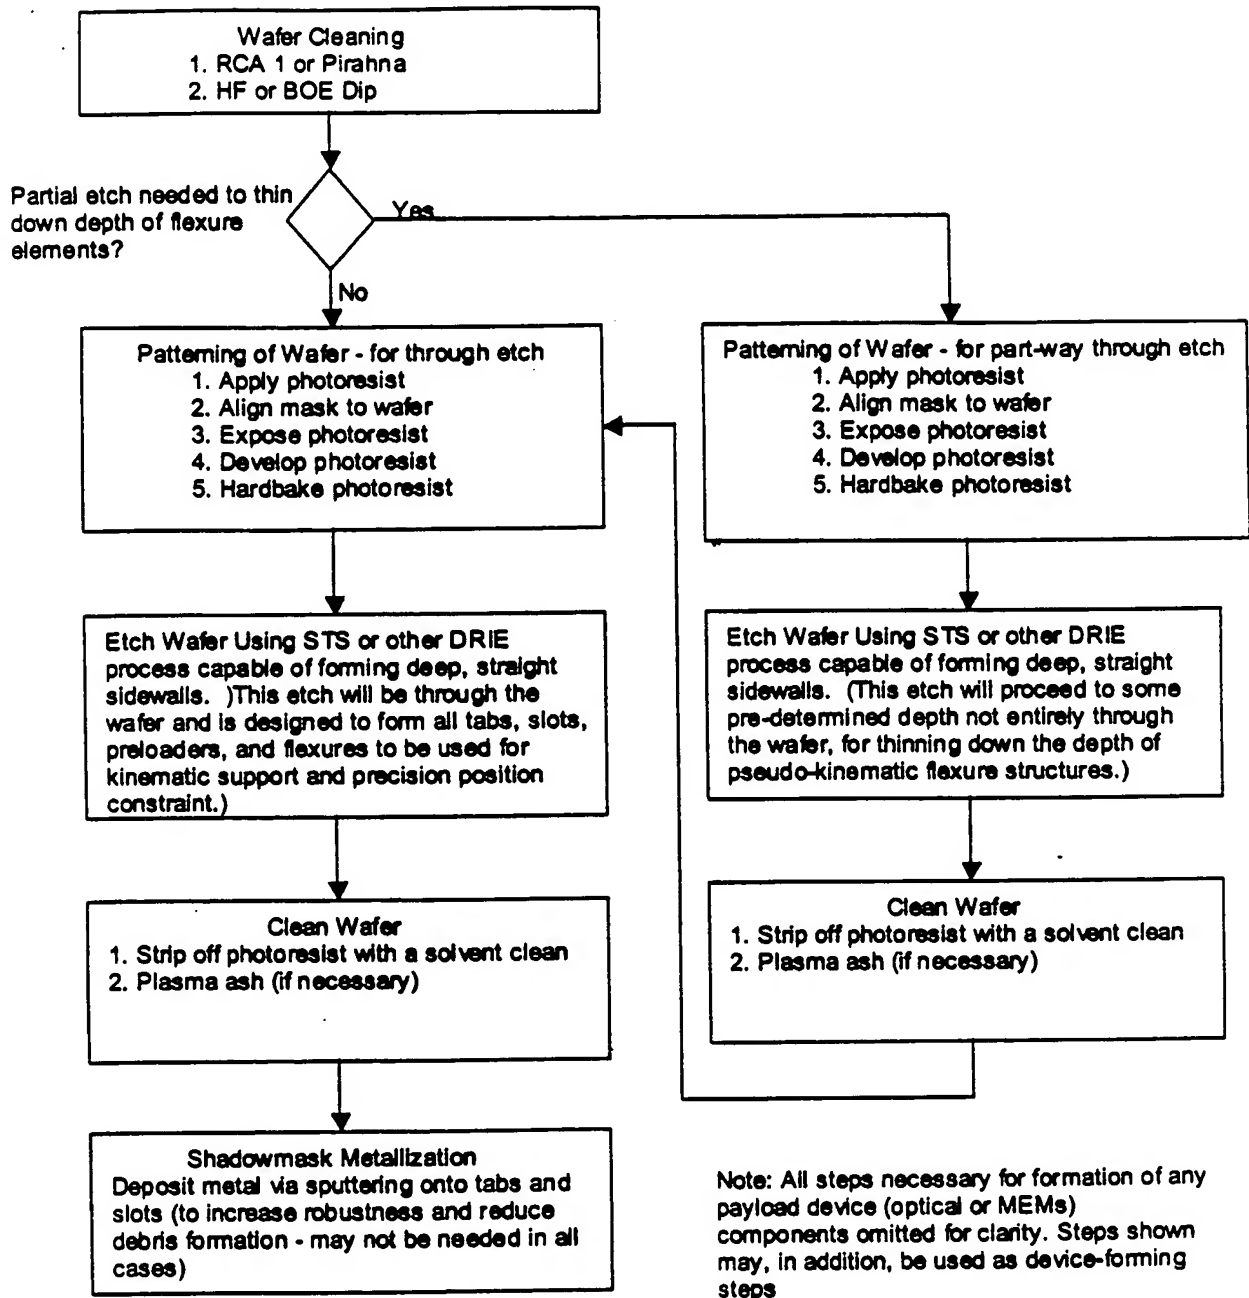 Wafer Cleaning
1. RCA 1 or Pirahna
2. HF or BOE Dip
Partial etch needed to thin
down depth of flexure
elements?
Yes
No
Patterning of Wafer - for through etch
1. Apply photoresist
2. Align mask to wafer
3. Expose photoresist
4. Develop photoresist
5. Hardbake photoresist
Patterning of Wafer - for part-way through etch
1. Apply photoresist
2. Align mask to wafer
3. Expose photoresist
4. Develop photoresist
5. Hardbake photoresist
Etch Wafer Using STS or other DRIE
process capable of forming deep, straight
sidewalls. )This etch will be through the
wafer and is designed to form all tabs, slots,
preloaders, and flexures to be used for
kinematic support and precision position
constraint.)
Etch Wafer Using STS or other DRIE
process capable of forming deep, straight
sidewalls. (This etch will proceed to some
pre-determined depth not entirely through
the wafer, for thinning down the depth of
pseudo-kinematic flexure structures.)
Clean Wafer
1. Strip off photoresist with a solvent clean
2. Plasma ash (if necessary)
Clean Wafer
1. Strip off photoresist with a solvent clean
2. Plasma ash (if necessary)
Shadowmask Metallization
Deposit metal via sputtering onto tabs and
slots (to increase robustness and reduce
debris formation - may not be needed in all
cases)
Note: All steps necessary for formation of any
payload device (optical or MEMs)
components omitted for clarity. Steps shown
may, in addition, be used as device-forming
steps